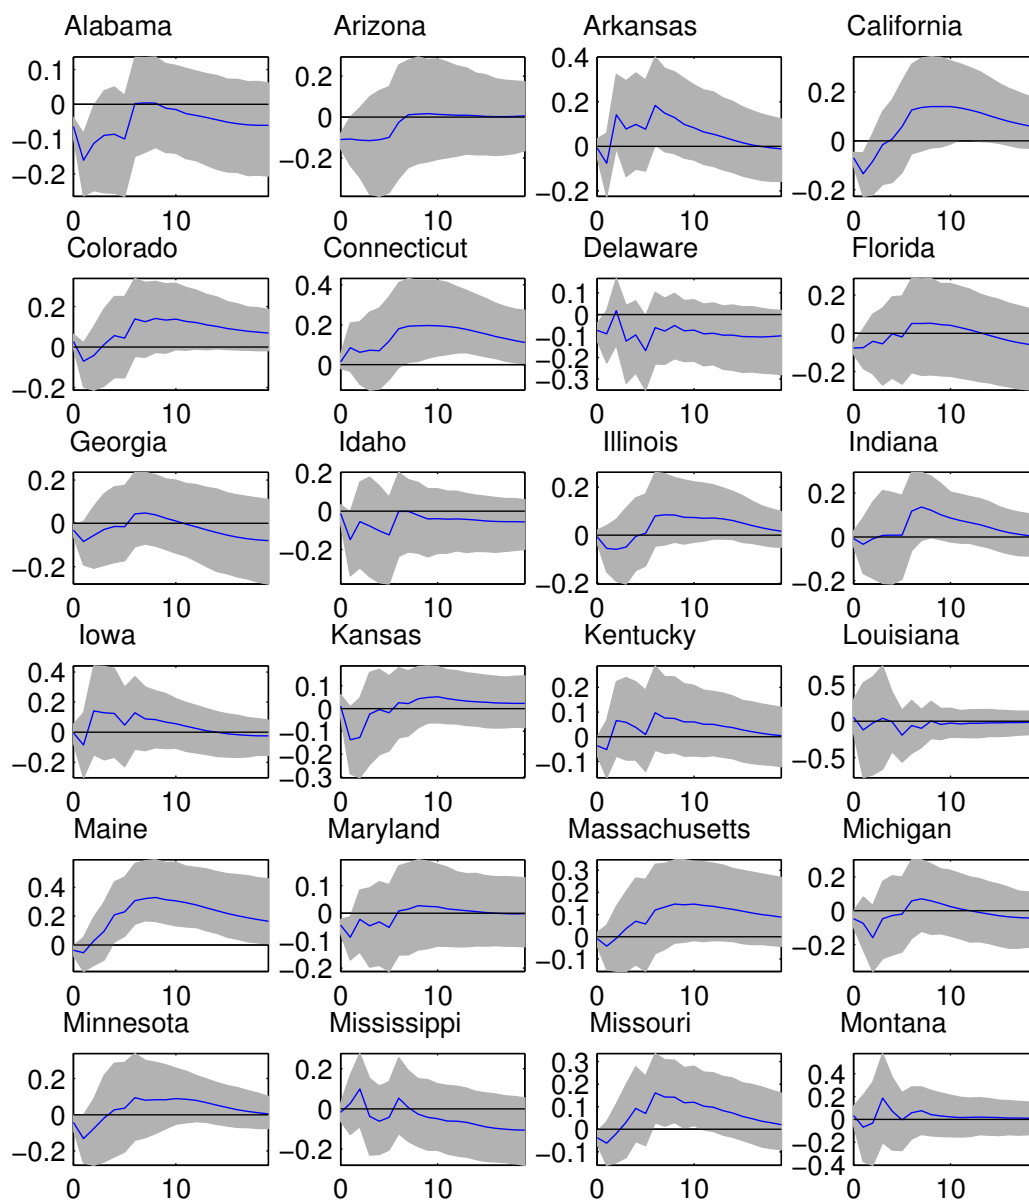 Alabama Arizona Arkansas California
0.1 0 −0.1 −0.2 0.2 0 −0.2 0.4 0.2 0 −0.2 0.2 0 −0.2
0 10 0 10 0 10 0 10
Colorado Connecticut Delaware Florida
0.2 0 −0.2 0.4 0.2 0 0.1 0 −0.1 −0.2 −0.3 0.2 0 −0.2
0 10 0 10 0 10 0 10
Georgia Idaho Illinois Indiana
0.2 0 −0.2 0.2 0 −0.2 0.2 0 −0.2 0.2 0 −0.2
0 10 0 10 0 10 0 10
Iowa Kansas Kentucky Louisiana
0.4 0.2 0 −0.2 0.1 0 −0.1 −0.2 −0.3 0.2 0.1 0 −0.1 0.5 0 −0.5
0 10 0 10 0 10 0 10
Maine Maryland Massachusetts Michigan
0.4 0.2 0 0.1 0 −0.1 −0.2 0.3 0.2 0.1 0 −0.1 0.2 0 −0.2
0 10 0 10 0 10 0 10
Minnesota Mississippi Missouri Montana
0.2 0 −0.2 0.2 0 −0.2 0.3 0.2 0.1 0 −0.1 0.4 0.2 0 −0.2 −0.4
0 10 0 10 0 10 0 10